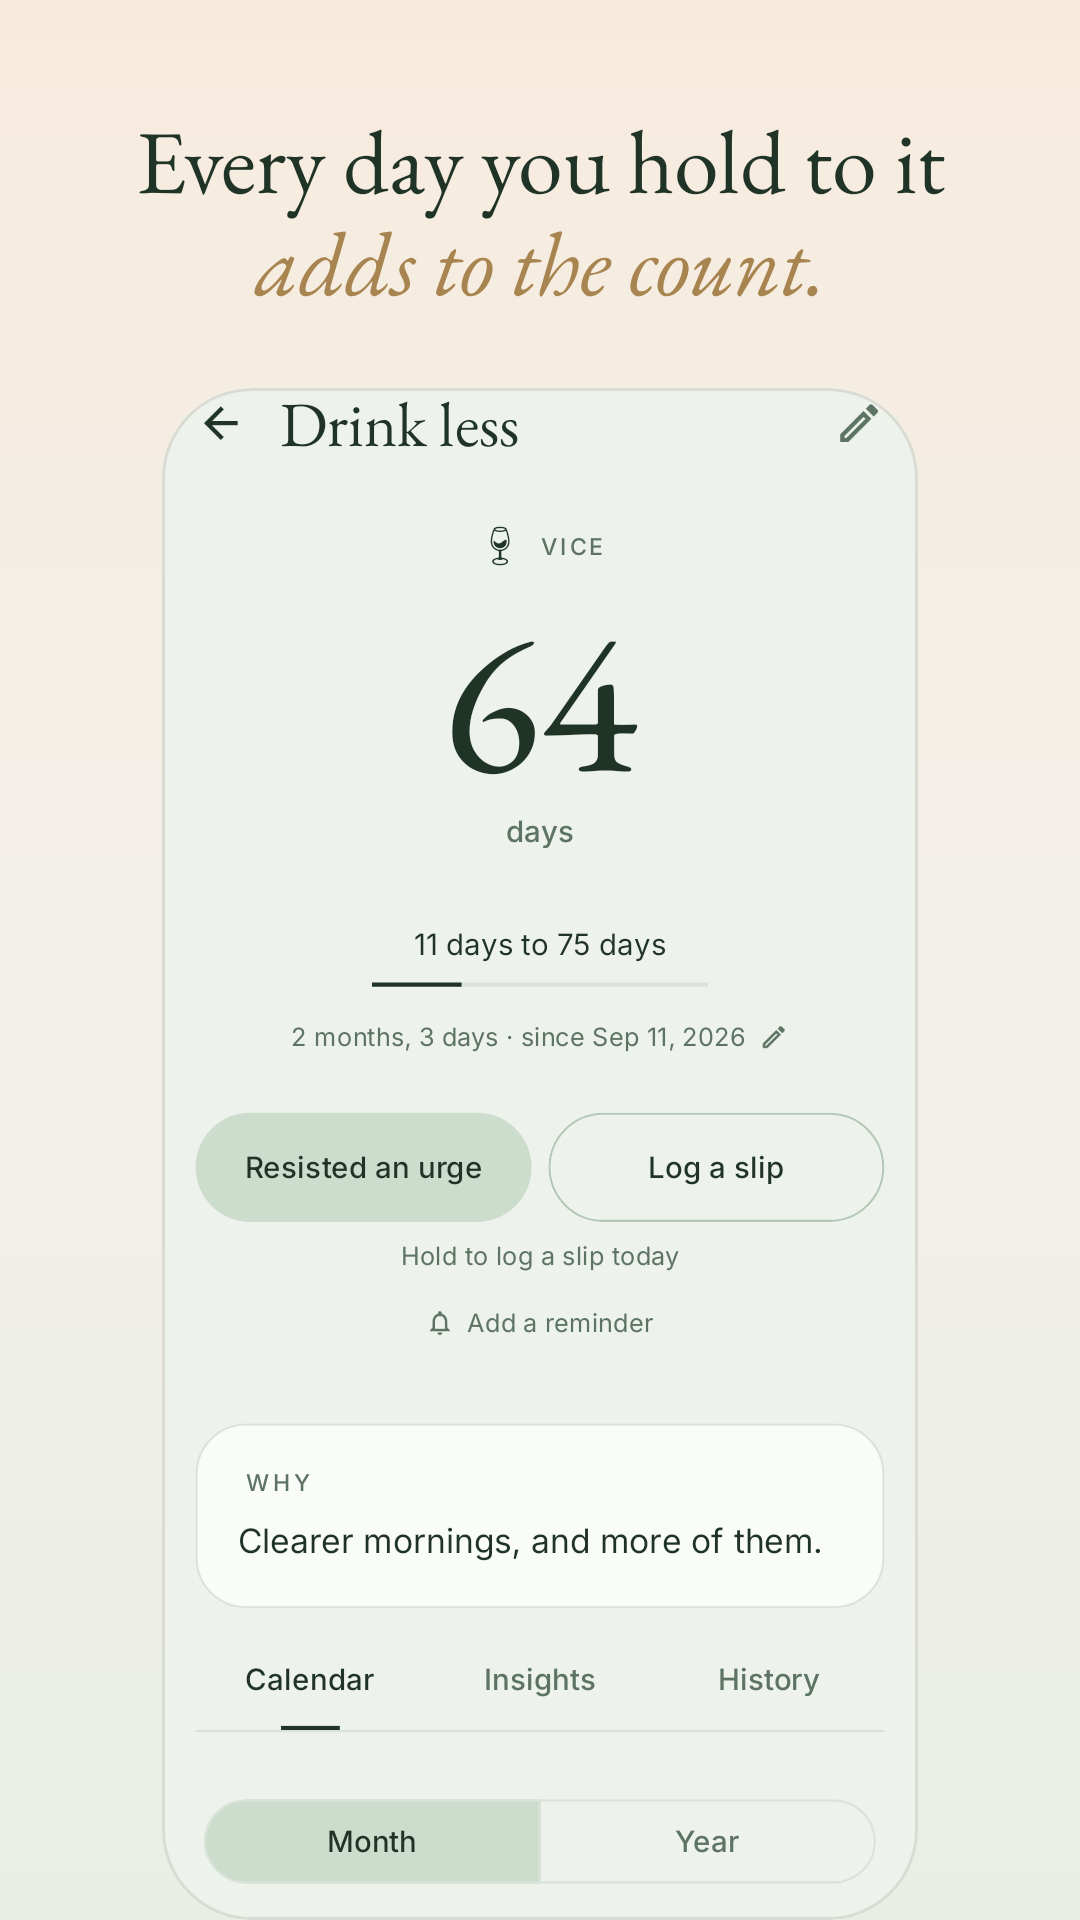 Every day you hold to it
adds to the count.
Drink less
VICE
64
days
11 days to 75 days
2 months, 3 days · since Sep 11, 2026
Resisted an urge
Log a slip
Hold to log a slip today
Add a reminder
WHY
Clearer mornings, and more of them.
Calendar
Insights
History
Month
Year